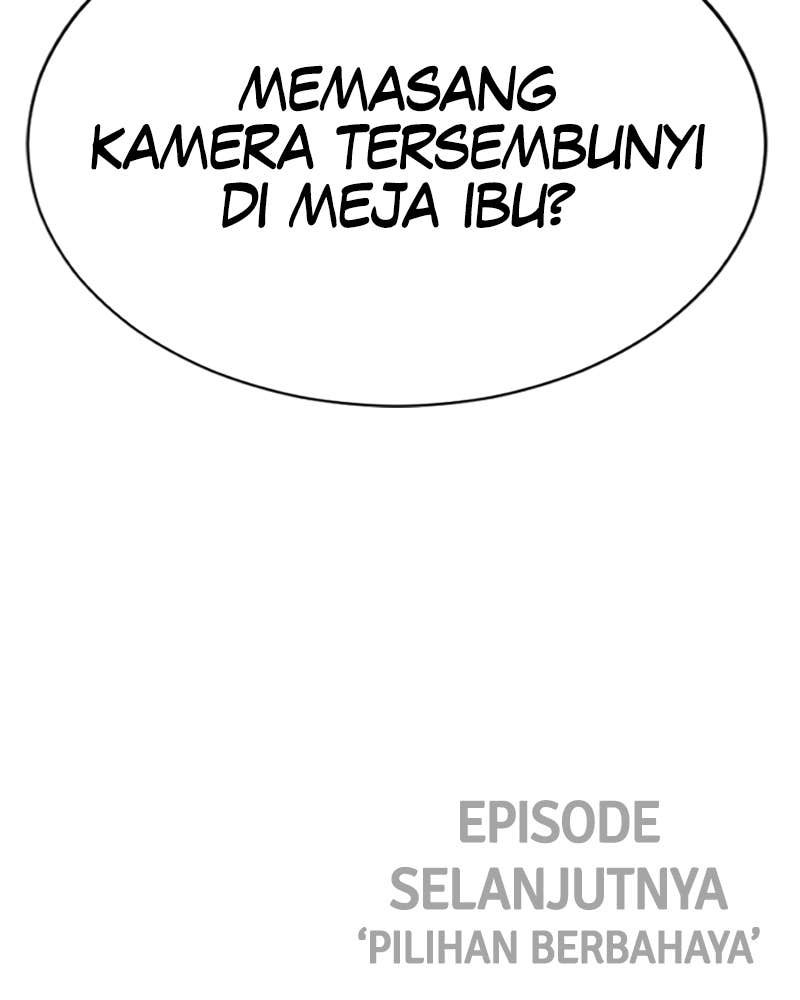 MEMASANG
KAMERA TERSEMBUNYI
DI MEJA IBU?
EPISODE
SELANJUTNYA
‘PILIHAN BERBAHAYA’